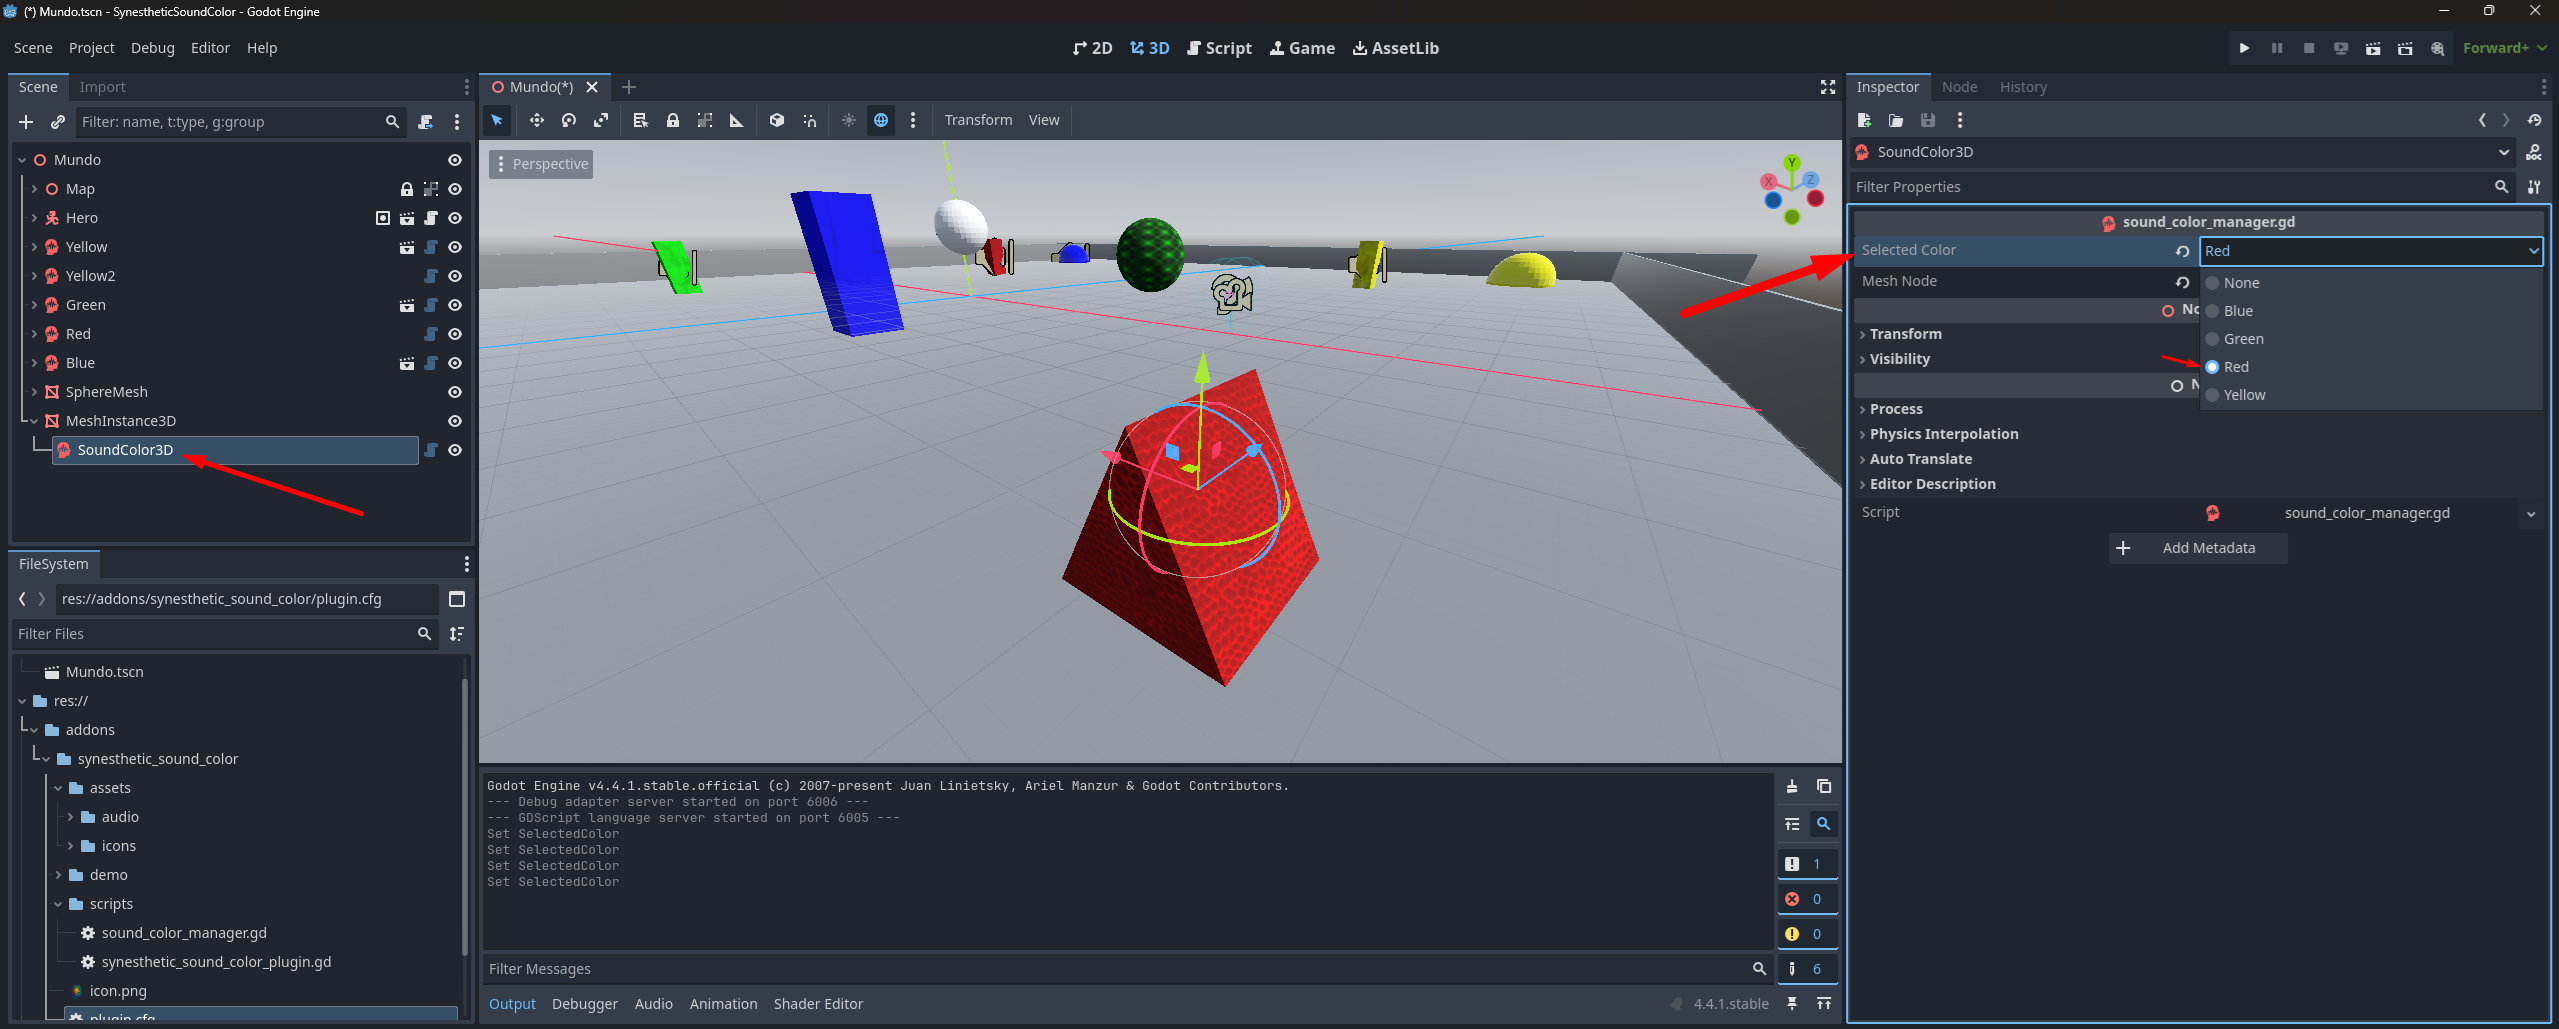 (*) Mundo.tscn - SynestheticSoundColor - Godot Engine
Scene Project Debug Editor Help
2D 3D Script Game AssetLib
Forward+
Scene Import
Filter: name, t:type, g:group
Mundo
Map
Hero
Yellow
Yellow2
Green
Red
Blue
SphereMesh
MeshInstance3D
SoundColor3D
FileSystem
res://addons/synesthetic_sound_color/plugin.cfg
Filter Files
Mundo.tscn
res://
addons
synesthetic_sound_color
assets
audio
icons
demo
scripts
sound_color_manager.gd
synesthetic_sound_color_plugin.gd
icon.png
plugin.cfg
Mundo(*)
Transform View
Perspective
Y
X
Z
Godot Engine v4.4.1.stable.official (c) 2007-present Juan Linietsky, Ariel Manzur & Godot Contributors.
--- Debug adapter server started on port 6006 ---
--- GDScript language server started on port 6005 ---
Set SelectedColor
Set SelectedColor
Set SelectedColor
Set SelectedColor
1
0
0
6
Filter Messages
Output Debugger Audio Animation Shader Editor
4.4.1.stable
Inspector Node History
SoundColor3D
Filter Properties
sound_color_manager.gd
Selected Color Red
Mesh Node
None
Blue
Green
Red
Yellow
Transform
Visibility
Process
Physics Interpolation
Auto Translate
Editor Description
Script sound_color_manager.gd
Add Metadata